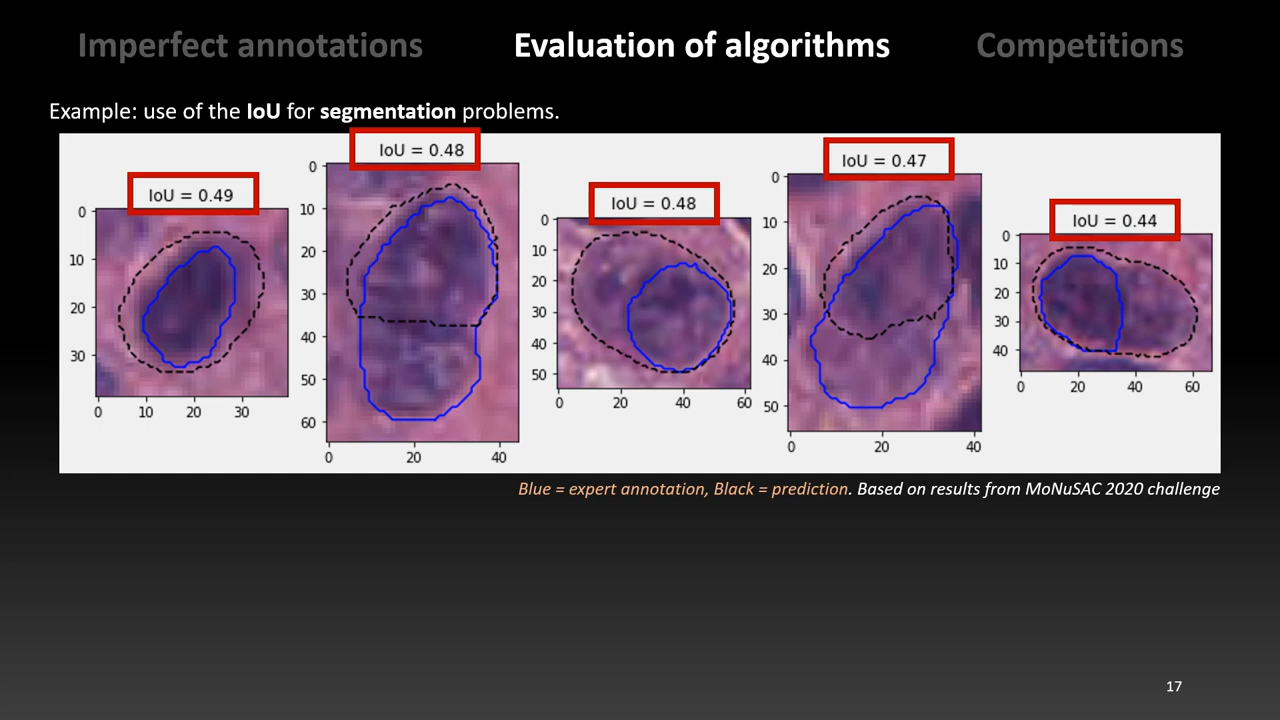 Imperfect annotations Evaluation of algorithms Competitions
Example: use of the IoU for segmentation problems.
IoU = 0.49
0
10
20
30
0 10 20 30
IoU = 0.48
0
10
20
30
40
50
60
0 20 40
IoU = 0.48
0
10
20
30
40
50
0 20 40 60
IoU = 0.47
0
10
20
30
40
50
0 20 40
IoU = 0.44
0
10
20
30
40
0 20 40 60
Blue = expert annotation, Black = prediction. Based on results from MoNuSAC 2020 challenge
17